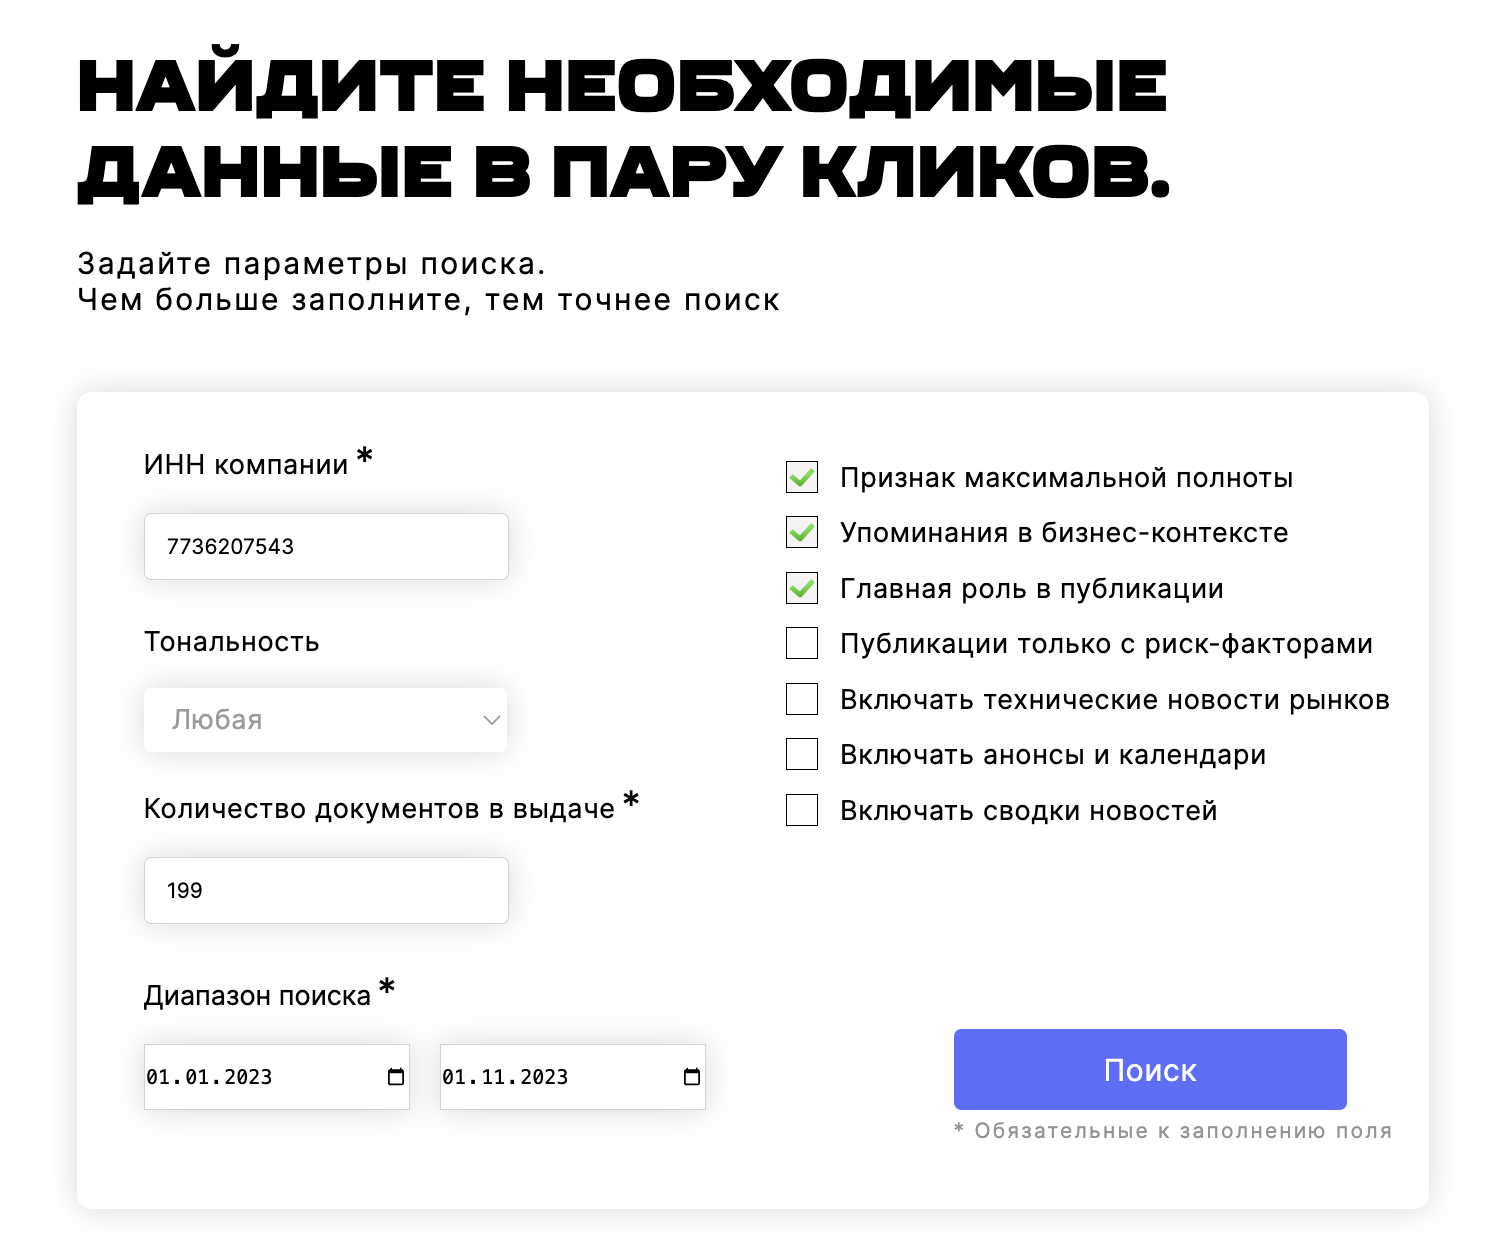 НАЙДИТЕ НЕОБХОДИМЫЕ
ДАННЫЕ В ПАРУ КЛИКОВ.
Задайте параметры поиска.
Чем больше заполните, тем точнее поиск
ИНН компании *
7736207543
Тональность
Любая
Количество документов в выдаче *
199
Диапазон поиска *
01.01.2023
01.11.2023
Признак максимальной полноты
Упоминания в бизнес-контексте
Главная роль в публикации
Публикации только с риск-факторами
Включать технические новости рынков
Включать анонсы и календари
Включать сводки новостей
Поиск
* Обязательные к заполнению поля